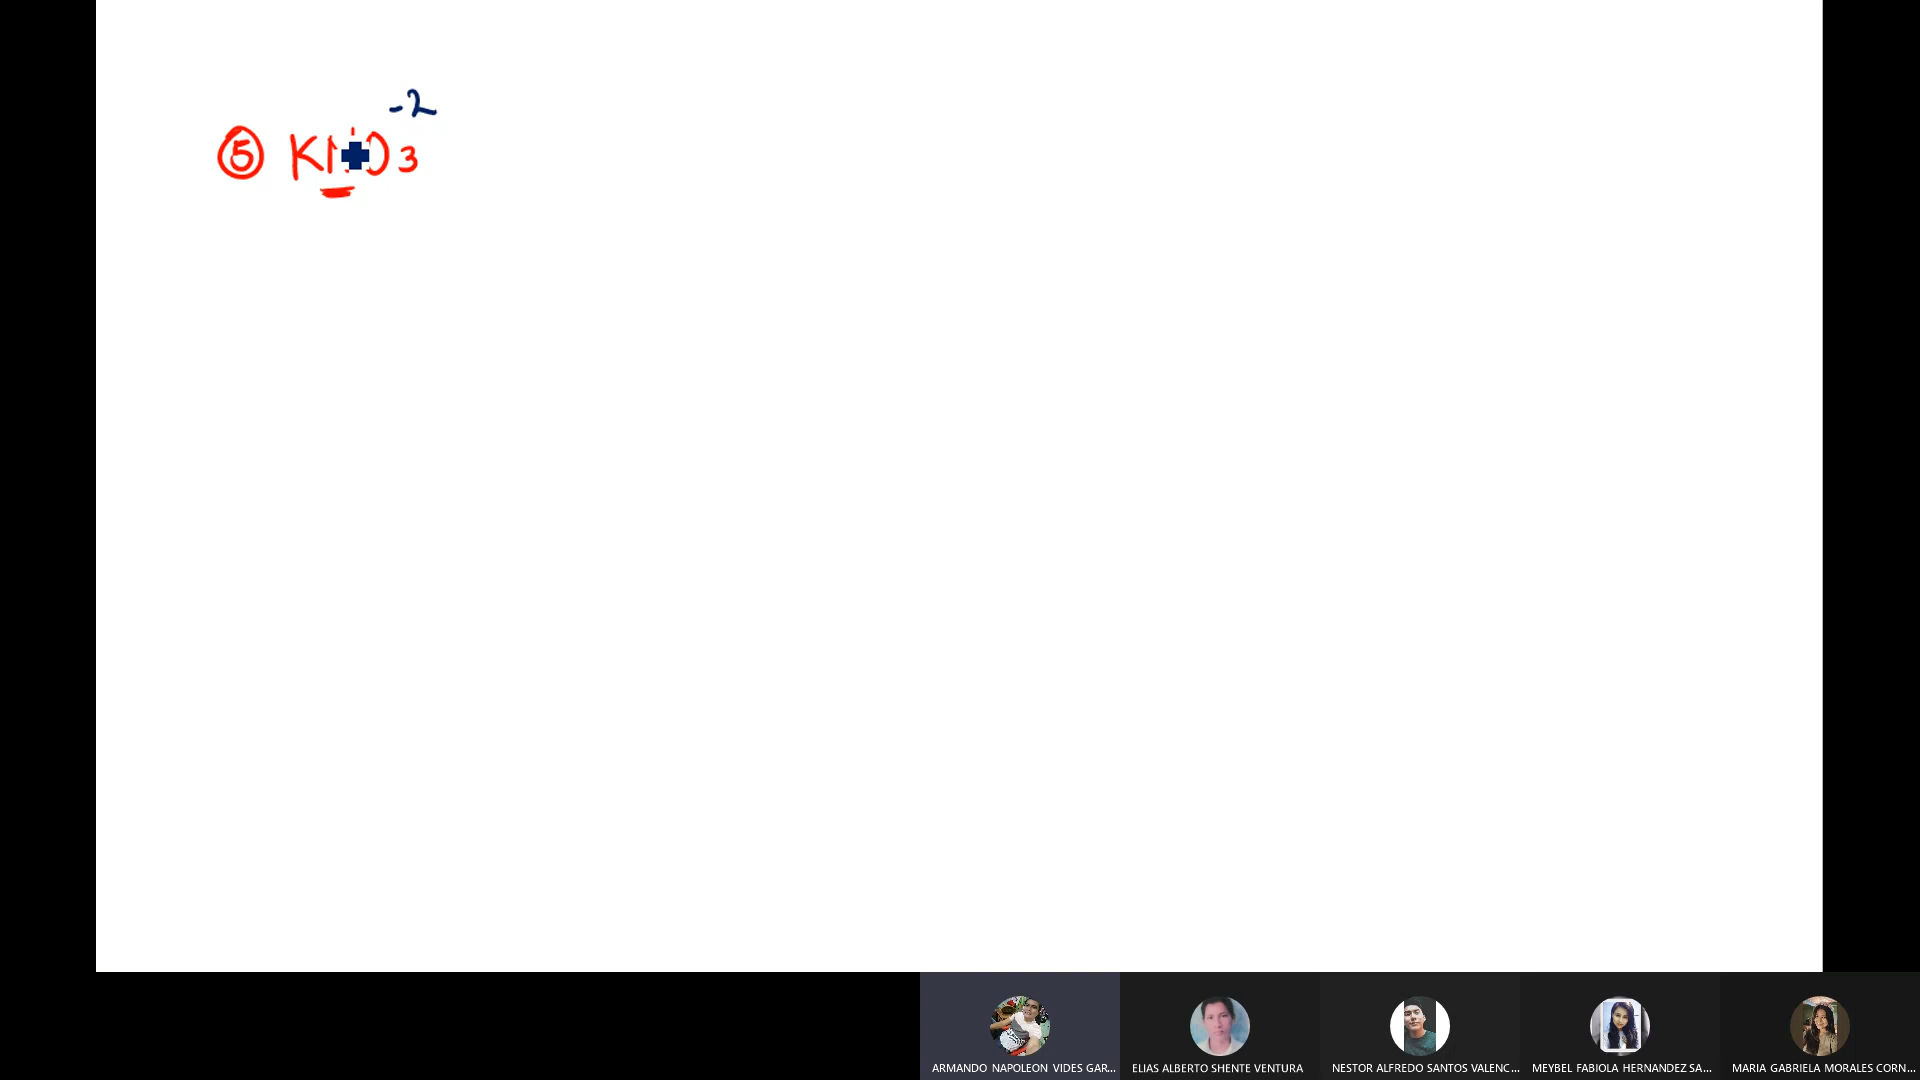 -2
⑤ KNO3
ARMANDO NAPOLEON VIDES GAR...
ELIAS ALBERTO SHENTE VENTURA
NESTOR ALFREDO SANTOS VALENC...
MEYBEL FABIOLA HERNANDEZ SA...
MARIA GABRIELA MORALES CORN...